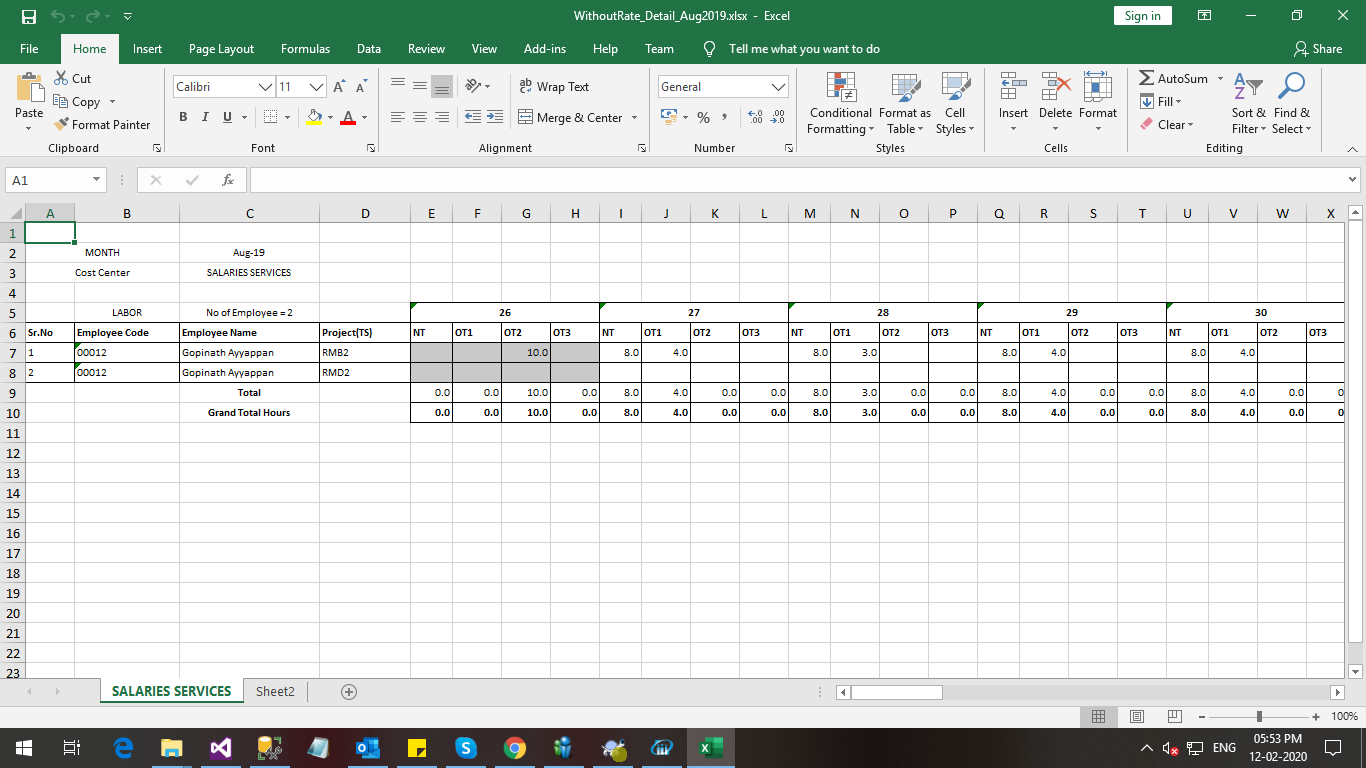 WithoutRate_Detail_Aug2019.xlsx - Excel
Sign in
File Home Insert Page Layout Formulas Data Review View Add-ins Help Team Tell me what you want to do Share
Paste
Cut
Copy
Format Painter
Clipboard
Calibri 11
B I U A
Font
Wrap Text
Merge & Center
Alignment
General
% ,
Number
Conditional Formatting
Format as Table
Cell Styles
Styles
Insert Delete Format
Cells
AutoSum
Fill
Clear
Sort & Filter
Find & Select
Editing
A1 fx
A B C D E F G H I J K L M N O P Q R S T U V W X
1
2 MONTH Aug-19
3 Cost Center SALARIES SERVICES
4
5 LABOR No of Employee = 2 26 27 28 29 30
6 Sr.No Employee Code Employee Name Project(TS) NT OT1 OT2 OT3 NT OT1 OT2 OT3 NT OT1 OT2 OT3 NT OT1 OT2 OT3 NT OT1 OT2 OT3
7 1 00012 Gopinath Ayyappan RMB2 10.0 8.0 4.0 8.0 3.0 8.0 4.0 8.0 4.0
8 2 00012 Gopinath Ayyappan RMD2
9 Total 0.0 0.0 10.0 0.0 8.0 4.0 0.0 0.0 8.0 3.0 0.0 0.0 8.0 4.0 0.0 0.0 8.0 4.0 0.0 0
10 Grand Total Hours 0.0 0.0 10.0 0.0 8.0 4.0 0.0 0.0 8.0 3.0 0.0 0.0 8.0 4.0 0.0 0.0 8.0 4.0 0.0 0
11
12
13
14
15
16
17
18
19
20
21
22
23
SALARIES SERVICES Sheet2
100%
ENG
05:53 PM
12-02-2020